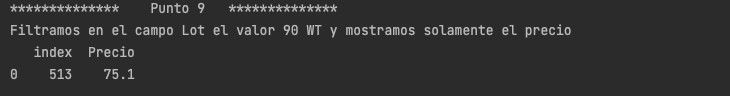 **************    Punto 9   **************
Filtramos en el campo Lot el valor 90 WT y mostramos solamente el precio
   index  Precio
0    513    75.1